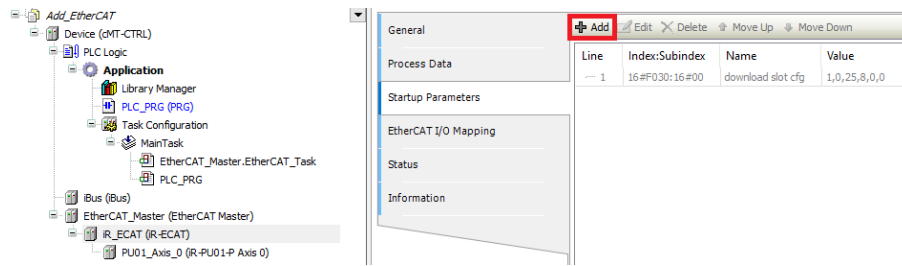 Add_EtherCAT
Device (cMT-CTRL)
PLC Logic
Application
Library Manager
PLC_PRG (PRG)
Task Configuration
MainTask
EtherCAT_Master.EtherCAT_Task
PLC_PRG
iBus (iBus)
EtherCAT_Master (EtherCAT Master)
iR_ECAT (iR-ECAT)
PU01_Axis_0 (iR-PU01-P Axis 0)
General
Process Data
Startup Parameters
EtherCAT I/O Mapping
Status
Information
Add Edit Delete Move Up Move Down
Line Index:Subindex Name Value
1 16#F030:16#00 download slot cfg 1,0,25,8,0,0